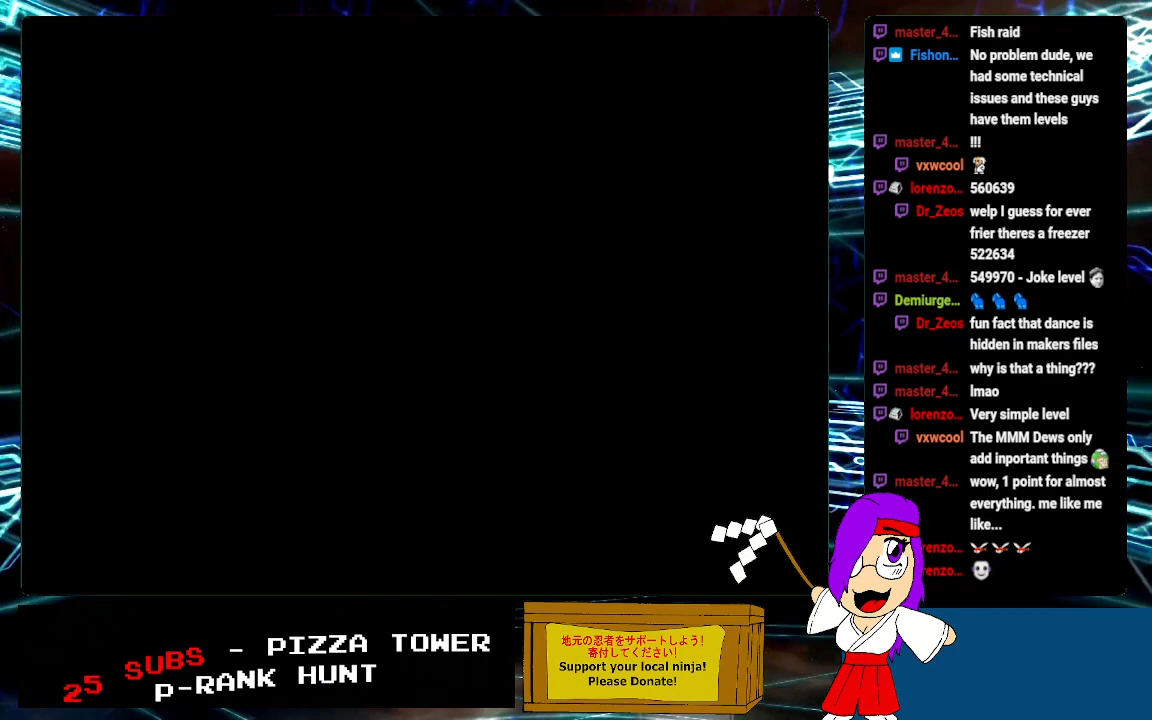 master_4... Fish raid
Fishon... No problem dude, we
had some technical
issues and these guys
have them levels
master_4... !!!
vxwcool
lorenzo... 560639
Dr_Zeos welp I guess for ever
frier theres a freezer
522634
master_4... 549970 - Joke level
Demiurge...
Dr_Zeos fun fact that dance is
hidden in makers files
master_4... why is that a thing???
master_4... lmao
lorenzo... Very simple level
vxwcool The MMM Dews only
add inportant things
master_4... wow, 1 point for almost
everything. me like me
like...
enzo...
enzo...
25 SUBS - PIZZA TOWER
P-RANK HUNT
地元の忍者をサポートしよう!
寄付してください!
Support your local ninja!
Please Donate!